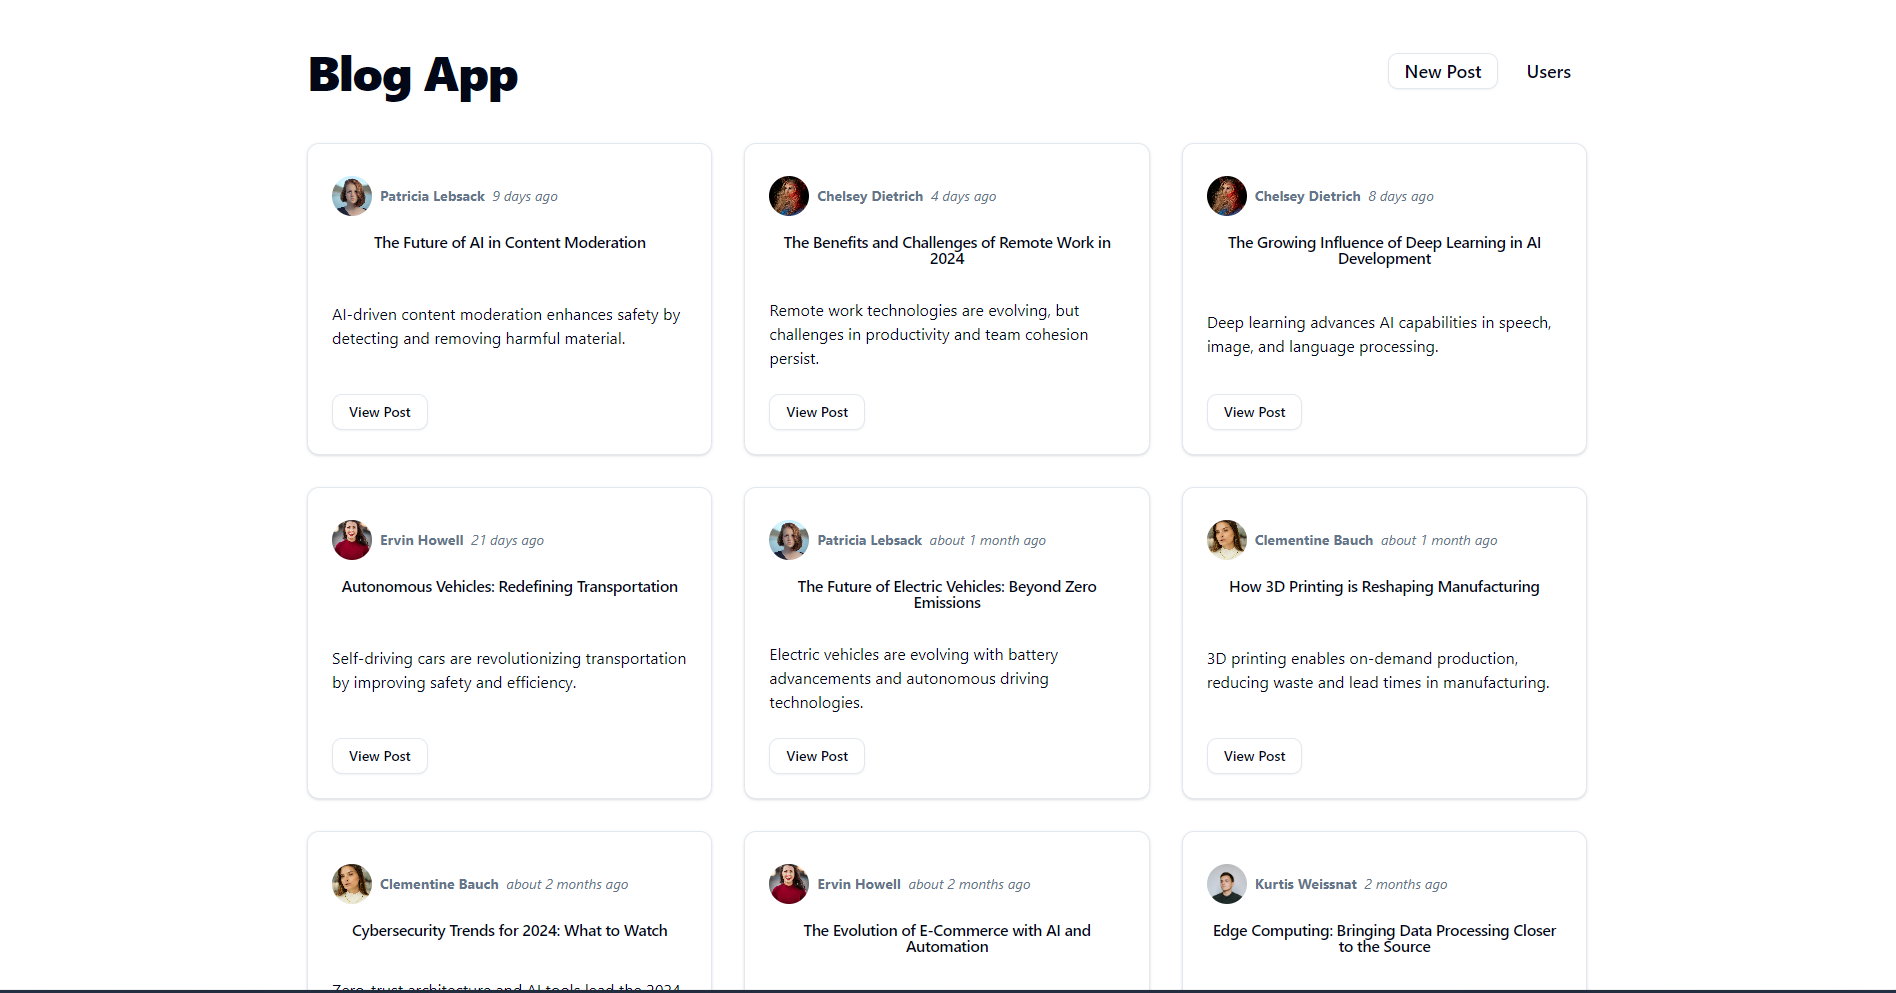 Blog App
New Post
Users
Patricia Lebsack 9 days ago
The Future of AI in Content Moderation
AI-driven content moderation enhances safety by
detecting and removing harmful material.
View Post
Chelsey Dietrich 4 days ago
The Benefits and Challenges of Remote Work in
2024
Remote work technologies are evolving, but
challenges in productivity and team cohesion
persist.
View Post
Chelsey Dietrich 8 days ago
The Growing Influence of Deep Learning in AI
Development
Deep learning advances AI capabilities in speech,
image, and language processing.
View Post
Ervin Howell 21 days ago
Autonomous Vehicles: Redefining Transportation
Self-driving cars are revolutionizing transportation
by improving safety and efficiency.
View Post
Patricia Lebsack about 1 month ago
The Future of Electric Vehicles: Beyond Zero
Emissions
Electric vehicles are evolving with battery
advancements and autonomous driving
technologies.
View Post
Clementine Bauch about 1 month ago
How 3D Printing is Reshaping Manufacturing
3D printing enables on-demand production,
reducing waste and lead times in manufacturing.
View Post
Clementine Bauch about 2 months ago
Cybersecurity Trends for 2024: What to Watch
Zero-trust architecture and AI tools lead the 2024
Ervin Howell about 2 months ago
The Evolution of E-Commerce with AI and
Automation
Kurtis Weissnat 2 months ago
Edge Computing: Bringing Data Processing Closer
to the Source